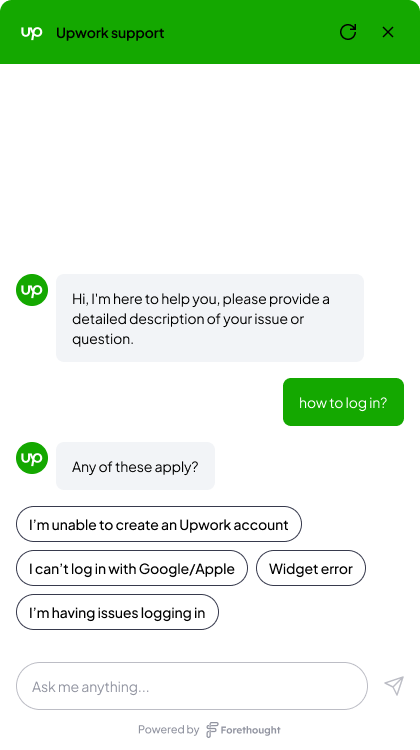 up Upwork support
up
Hi, I'm here to help you, please provide a
detailed description of your issue or
question.
how to log in?
up
Any of these apply?
I'm unable to create an Upwork account
I can't log in with Google/Apple
Widget error
I'm having issues logging in
Ask me anything...
Powered by Forethought